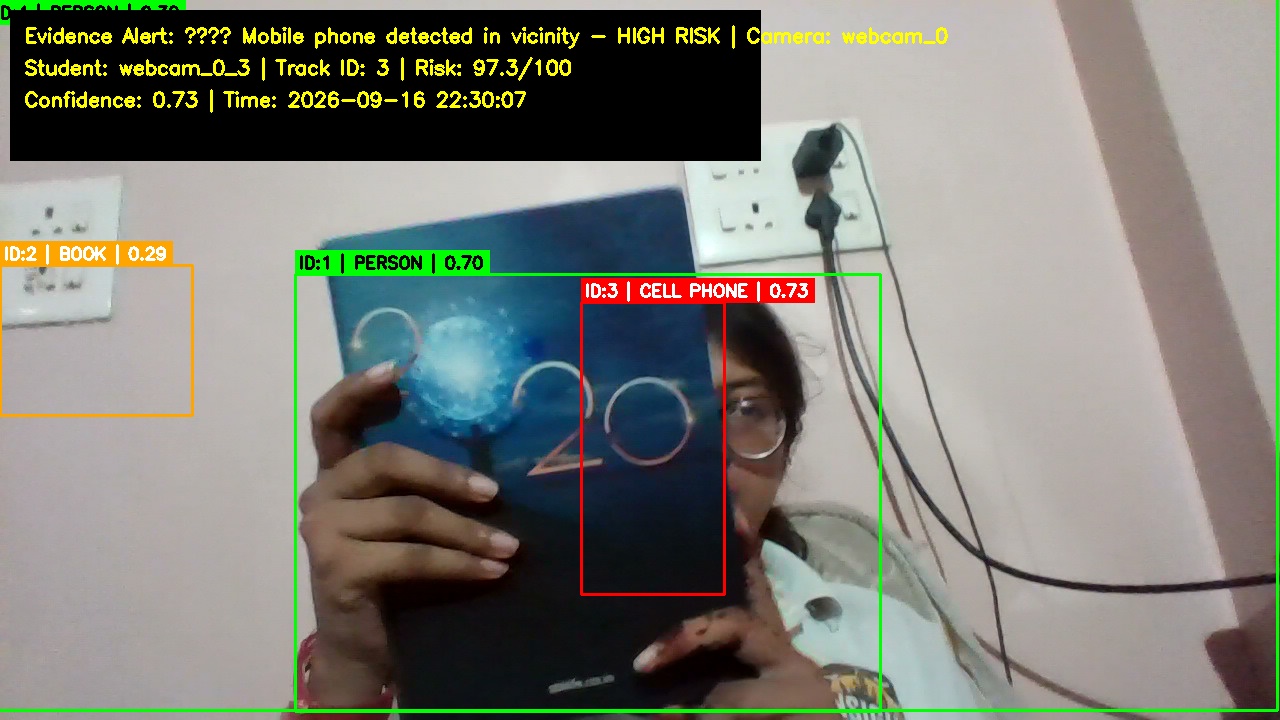 Evidence Alert: ???? Mobile phone detected in vicinity - HIGH RISK | Camera: webcam_0
Student: webcam_0_3 | Track ID: 3 | Risk: 97.3/100
Confidence: 0.73 | Time: 2026-09-16 22:30:07
ID:2 | BOOK | 0.29
ID:1 | PERSON | 0.70
ID:3 | CELL PHONE | 0.73
2020